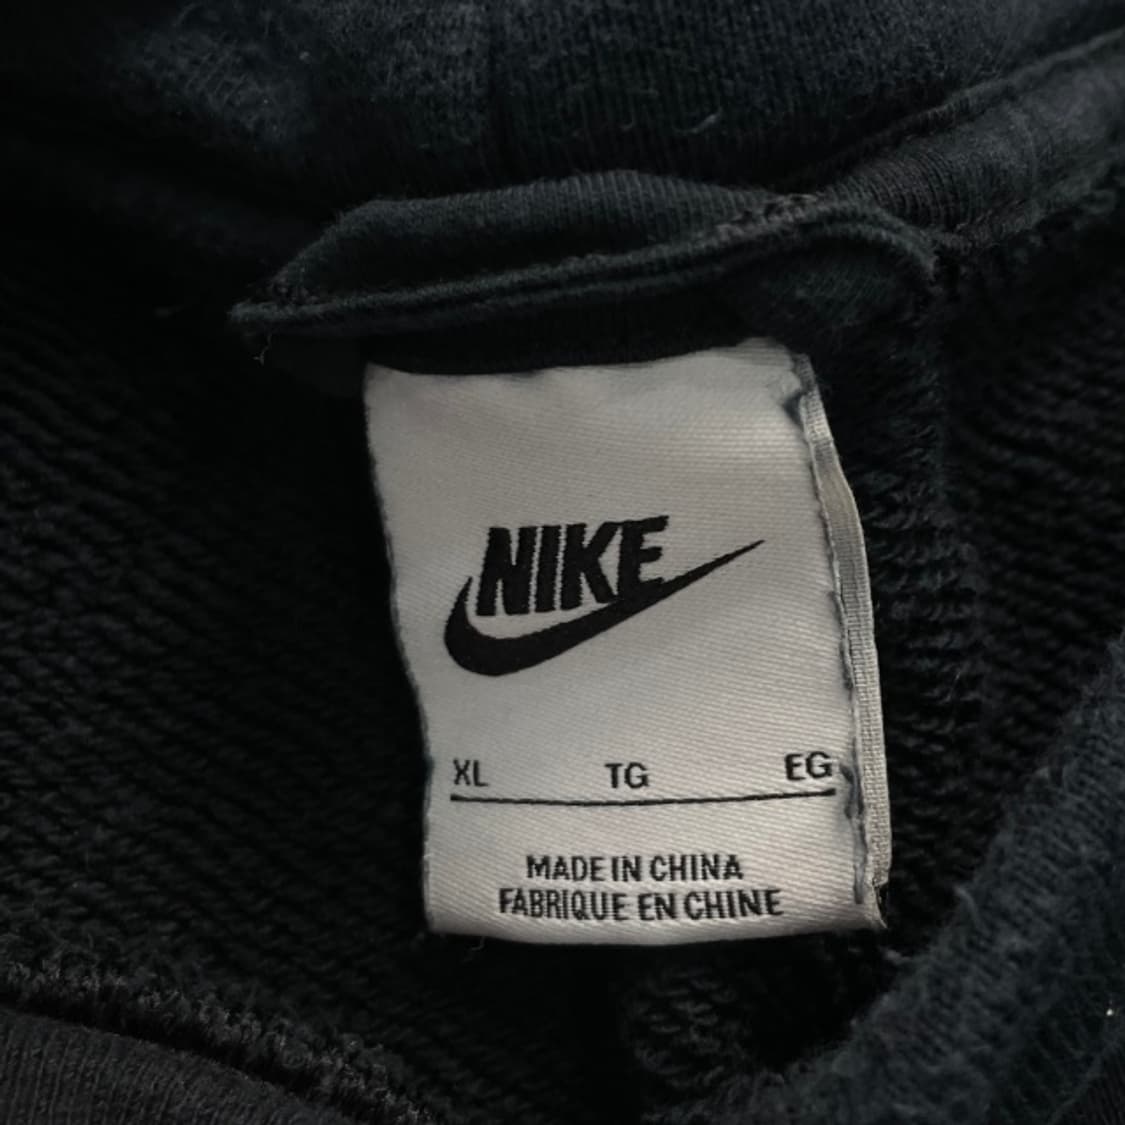 NIKE
XL TG EG
MADE IN CHINA
FABRIQUE EN CHINE